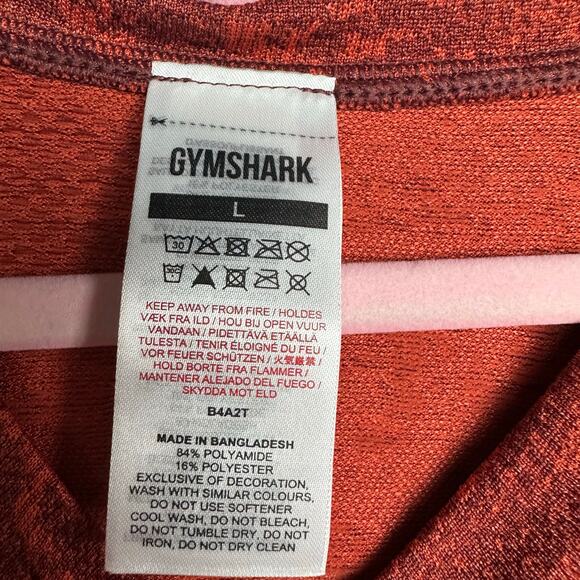 GYMSHARK
L
30
30
KEEP AWAY FROM FIRE / HOLDES
VÆK FRA ILD / HOU BIJ OPEN VUUR
VANDAAN / PIDETTÄVÄ ETÄÄLLÄ
TULESTA / TENIR ÉLOIGNÉ DU FEU /
VOR FEUER SCHÜTZEN / 火気厳禁 /
HOLD BORTE FRA FLAMMER /
MANTENER ALEJADO DEL FUEGO /
SKYDDA MOT ELD
B4A2T
MADE IN BANGLADESH
84% POLYAMIDE
16% POLYESTER
EXCLUSIVE OF DECORATION,
WASH WITH SIMILAR COLOURS,
DO NOT USE SOFTENER
COOL WASH, DO NOT BLEACH,
DO NOT TUMBLE DRY, DO NOT
IRON, DO NOT DRY CLEAN